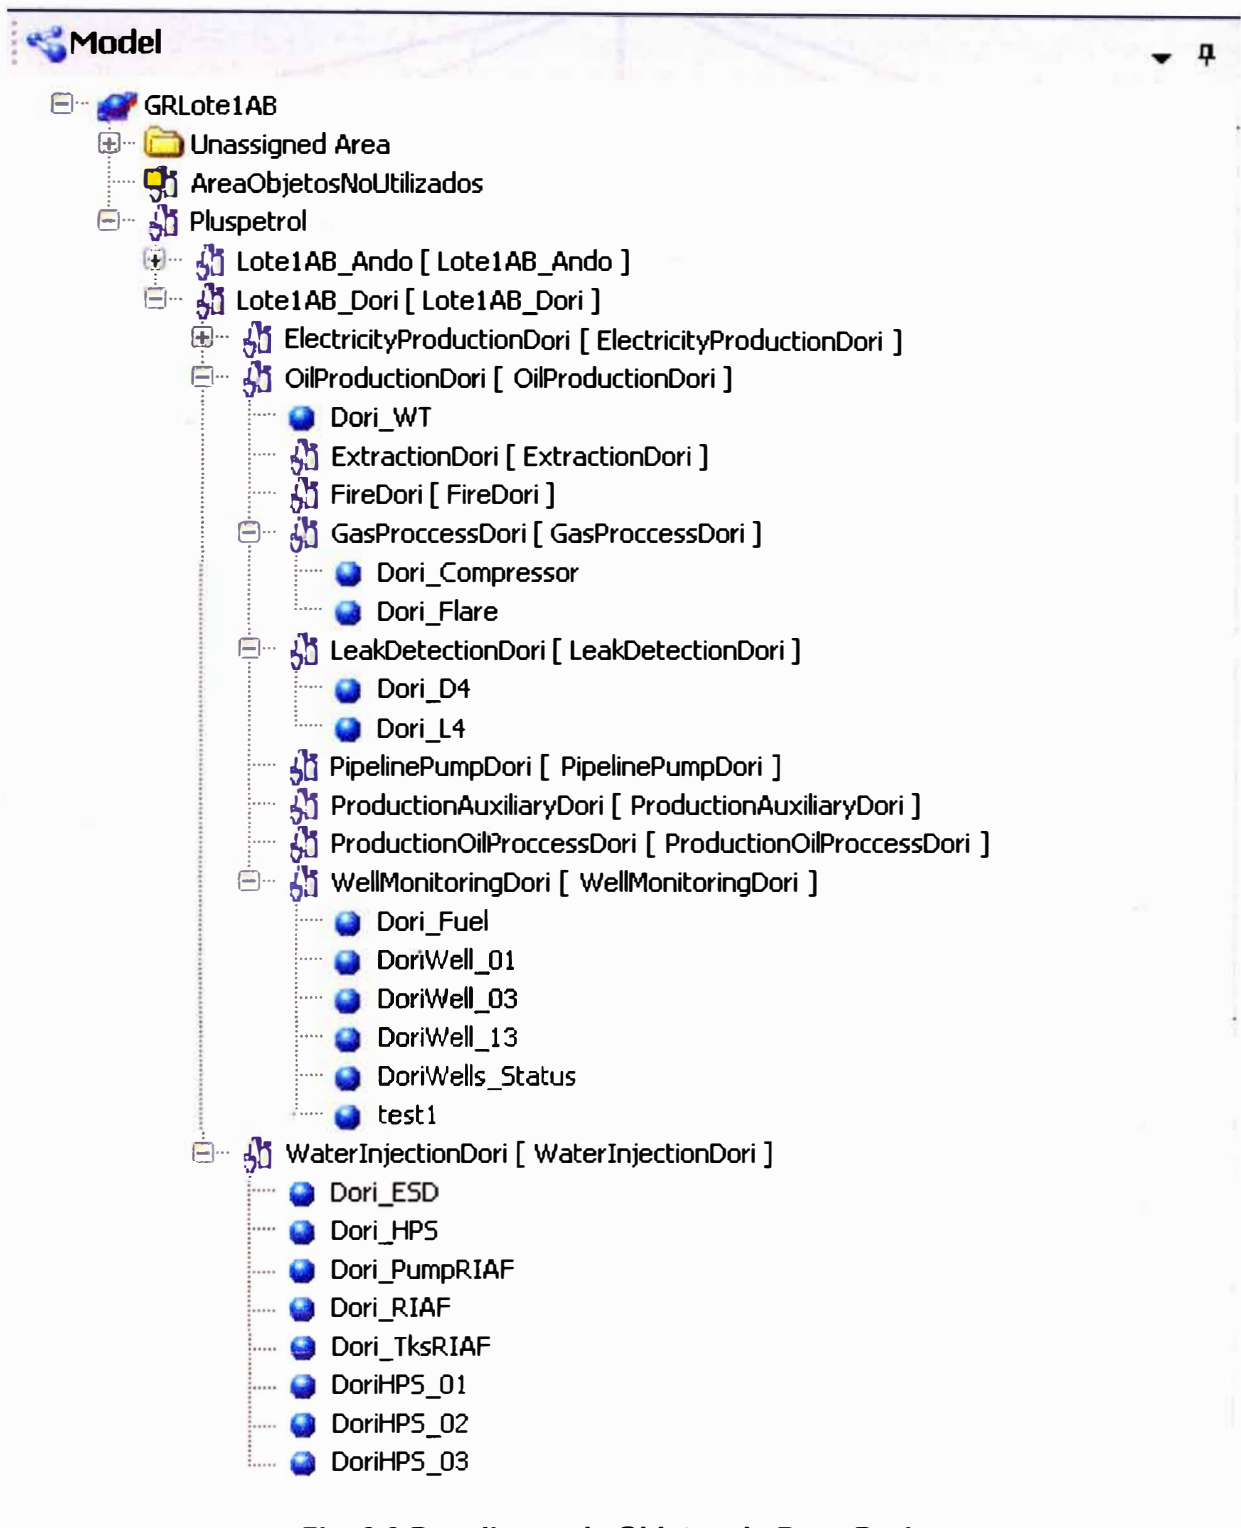 Model
GRLote1AB
Unassigned Area
AreaObjetosNoUtilizados
Pluspetrol
Lote1AB_Ando [ Lote1AB_Ando ]
Lote1AB_Dori [ Lote1AB_Dori ]
ElectricityProductionDori [ ElectricityProductionDori ]
OilProductionDori [ OilProductionDori ]
Dori_WT
ExtractionDori [ ExtractionDori ]
FireDori [ FireDori ]
GasProccessDori [ GasProccessDori ]
Dori_Compressor
Dori_Flare
LeakDetectionDori [ LeakDetectionDori ]
Dori_D4
Dori_L4
PipelinePumpDori [ PipelinePumpDori ]
ProductionAuxiliaryDori [ ProductionAuxiliaryDori ]
ProductionOilProccessDori [ ProductionOilProccessDori ]
WellMonitoringDori [ WellMonitoringDori ]
Dori_Fuel
DoriWell_01
DoriWell_03
DoriWell_13
DoriWells_Status
test1
WaterInjectionDori [ WaterInjectionDori ]
Dori_ESD
Dori_HPS
Dori_PumpRIAF
Dori_RIAF
Dori_TksRIAF
DoriHPS_01
DoriHPS_02
DoriHPS_03